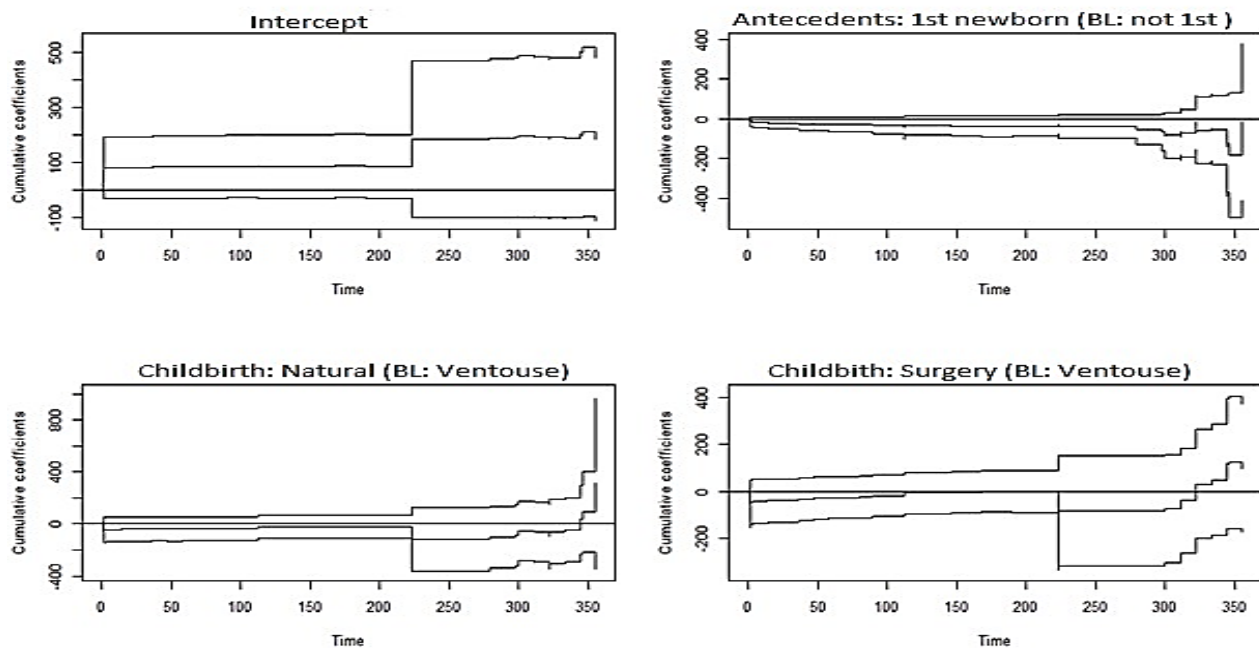 Intercept
Cumulative coefficients
500
300
100
-100
0 50 100 150 200 250 300 350
Time
Antecedents: 1st newborn (BL: not 1st )
Cumulative coefficients
400
200
0
-200
-400
0 50 100 150 200 250 300 350
Time
Childbirth: Natural (BL: Ventouse)
Cumulative coefficients
800
400
0
-400
0 50 100 150 200 250 300 350
Time
Childbith: Surgery (BL: Ventouse)
Cumulative coefficients
400
200
0
-200
0 50 100 150 200 250 300 350
Time